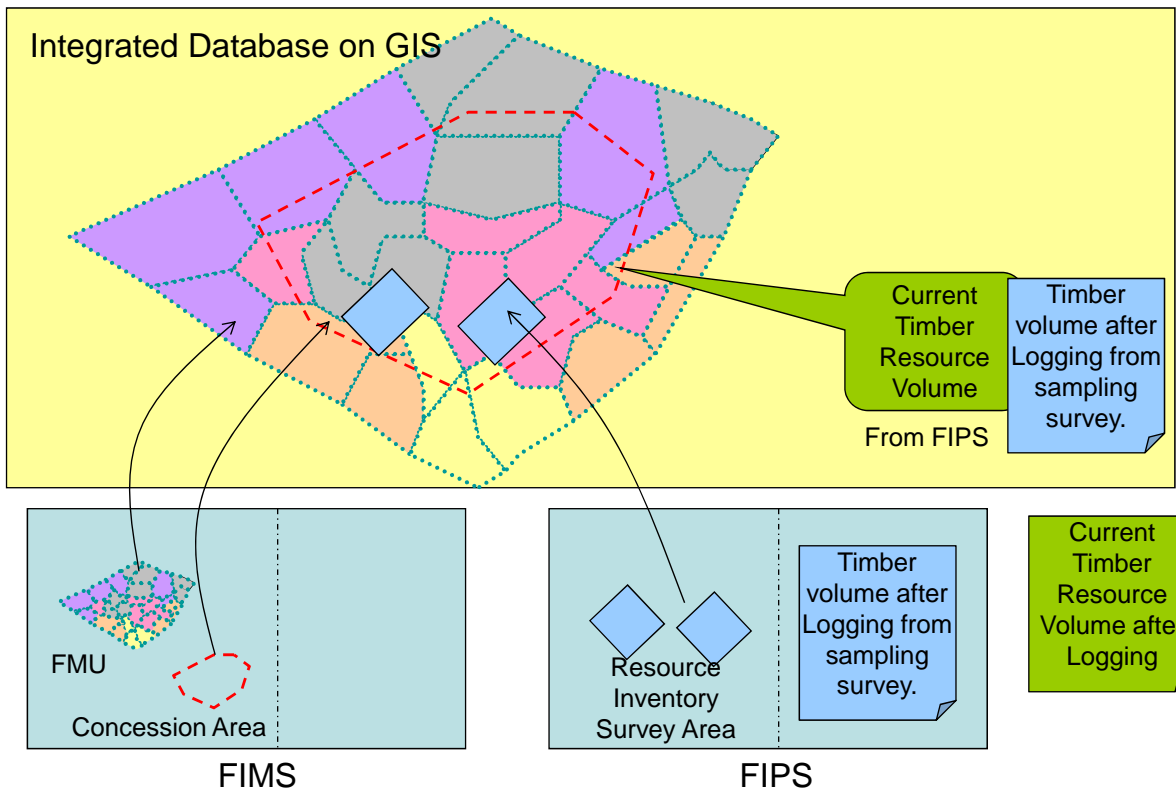 Integrated Database on GIS
Current
Timber
Resource
Volume
From FIPS
Timber
volume after
Logging from
sampling
survey.
FMU
Concession Area
FIMS
Resource
Inventory
Survey Area
Timber
volume after
Logging from
sampling
survey.
FIPS
Current
Timber
Resource
Volume afte
Logging